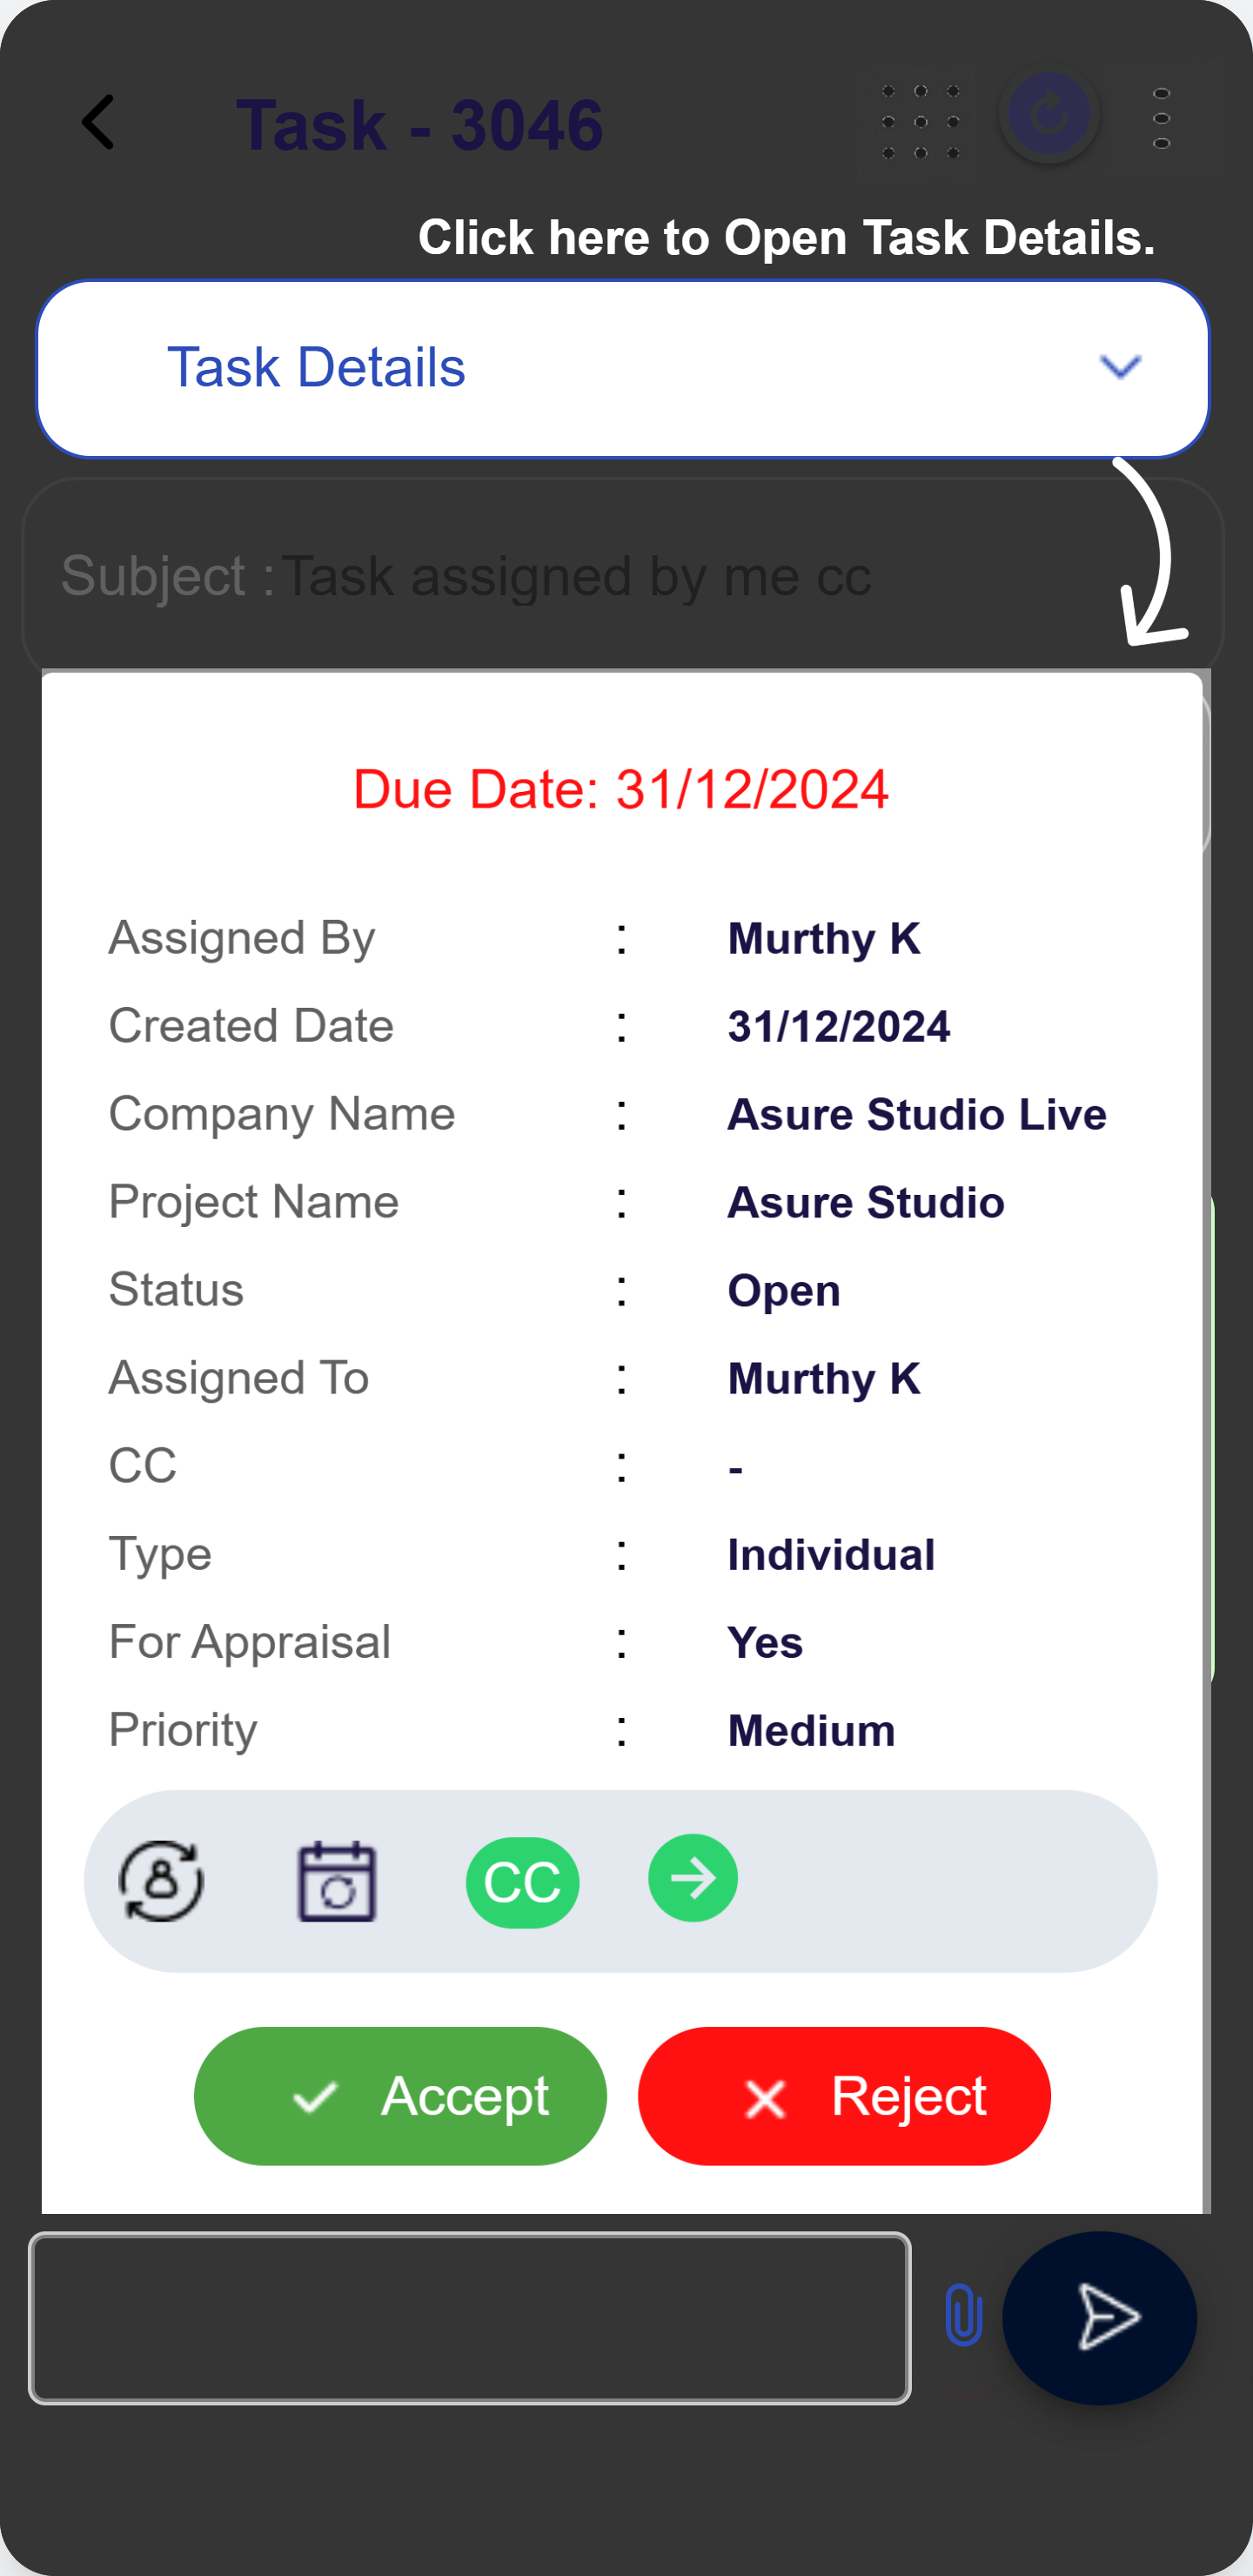 Task - 3046
Click here to Open Task Details.
Task Details
Subject : Task assigned by me cc
Due Date: 31/12/2024
Assigned By : Murthy K
Created Date : 31/12/2024
Company Name : Asure Studio Live
Project Name : Asure Studio
Status : Open
Assigned To : Murthy K
CC : -
Type : Individual
For Appraisal : Yes
Priority : Medium
CC
Accept Reject